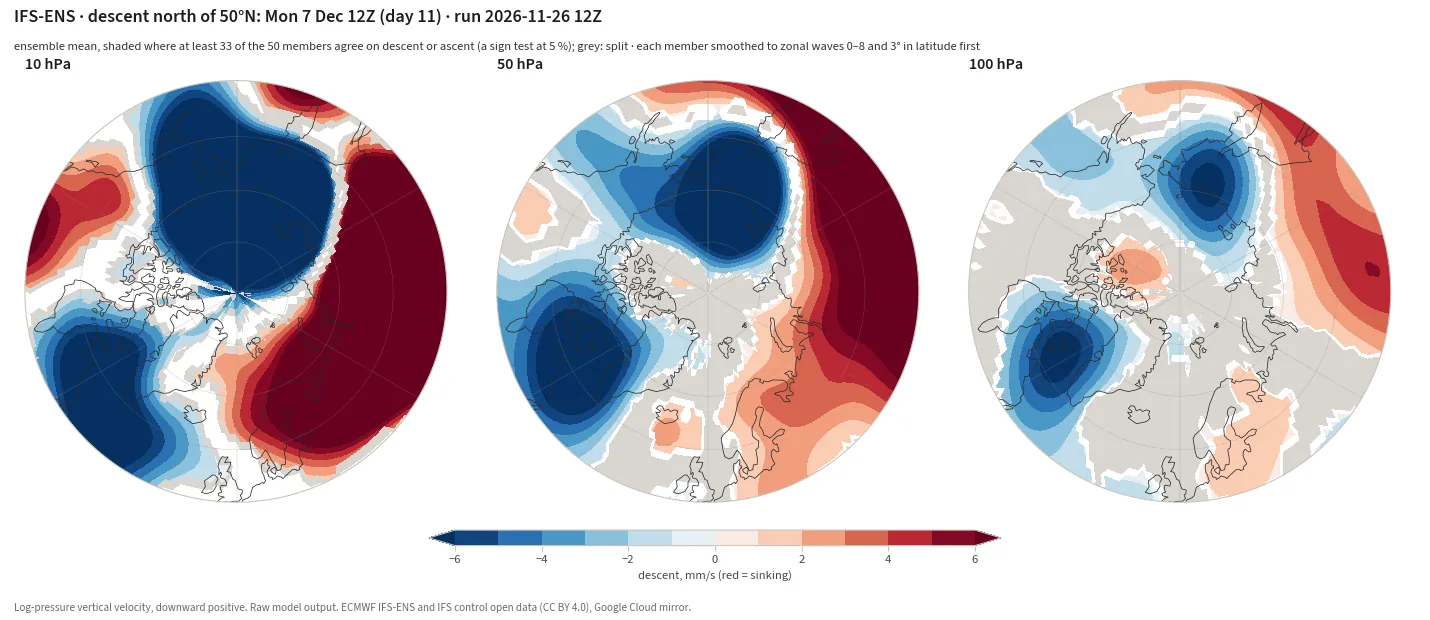 IFS-ENS · descent north of 50°N: Mon 7 Dec 12Z (day 11) · run 2026-11-26 12Z
ensemble mean, shaded where at least 33 of the 50 members agree on descent or ascent (a sign test at 5 %); grey: split · each member smoothed to zonal waves 0–8 and 3° in latitude first
10 hPa 50 hPa 100 hPa
−6 −4 −2 0 2 4 6
descent, mm/s (red = sinking)
Log-pressure vertical velocity, downward positive. Raw model output. ECMWF IFS-ENS and IFS control open data (CC BY 4.0), Google Cloud mirror.